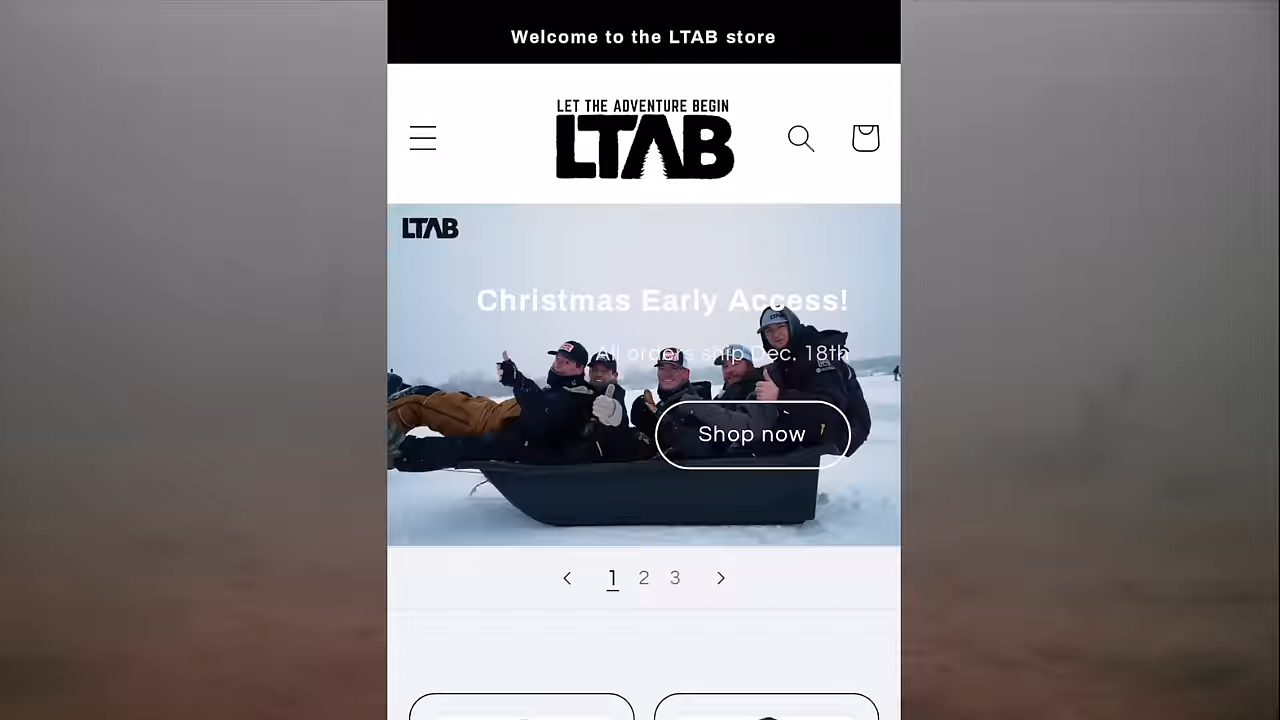 Welcome to the LTAB store
LET THE ADVENTURE BEGIN
LTAB
LTAB
Christmas Early Access!
All orders ship Dec. 18th
Shop now
1 2 3